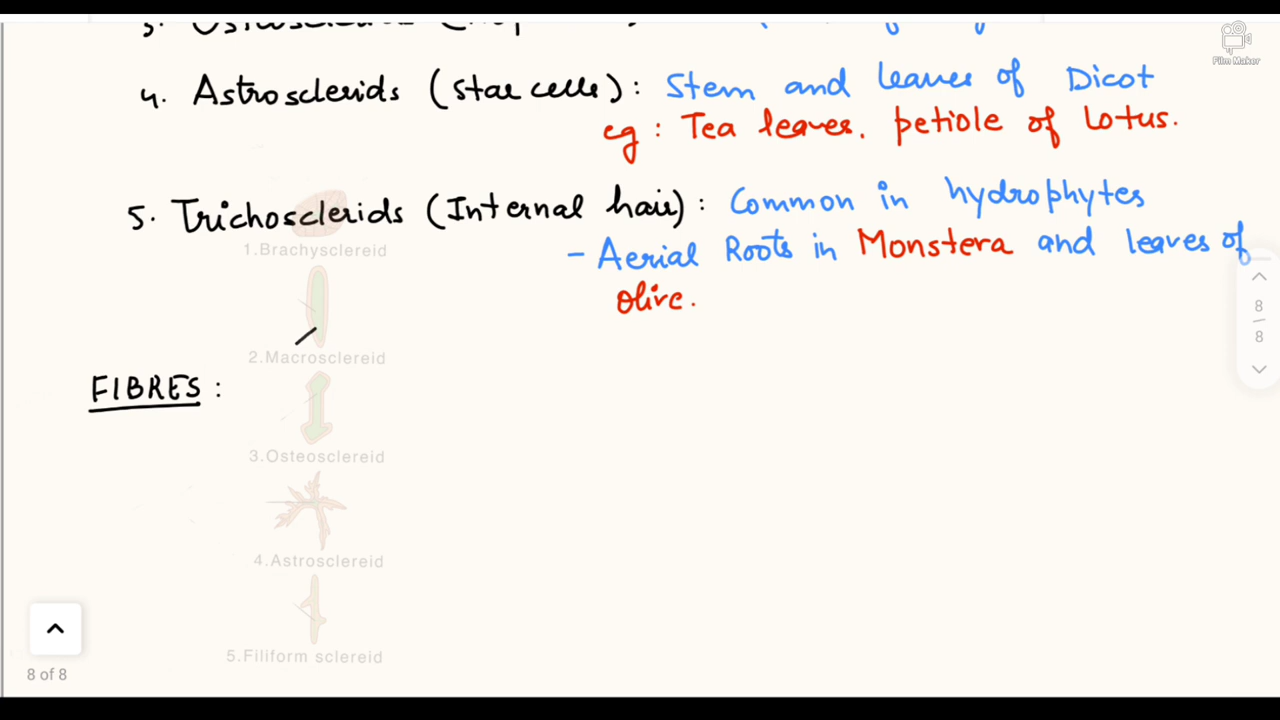 4. Astrosclerids (Star cells) : Stem and leaves of Dicot
eg : Tea leaves, petiole of Lotus.
5. Trichosclerids (Internal hair) : Common in hydrophytes
- Aerial Roots in Monstera and leaves of
olive.
FIBRES :
1.Brachysclereid
2.Macrosclereid
3.Osteosclereid
4.Astrosclereid
5.Filiform sclereid
Film Maker
8
8
8 of 8